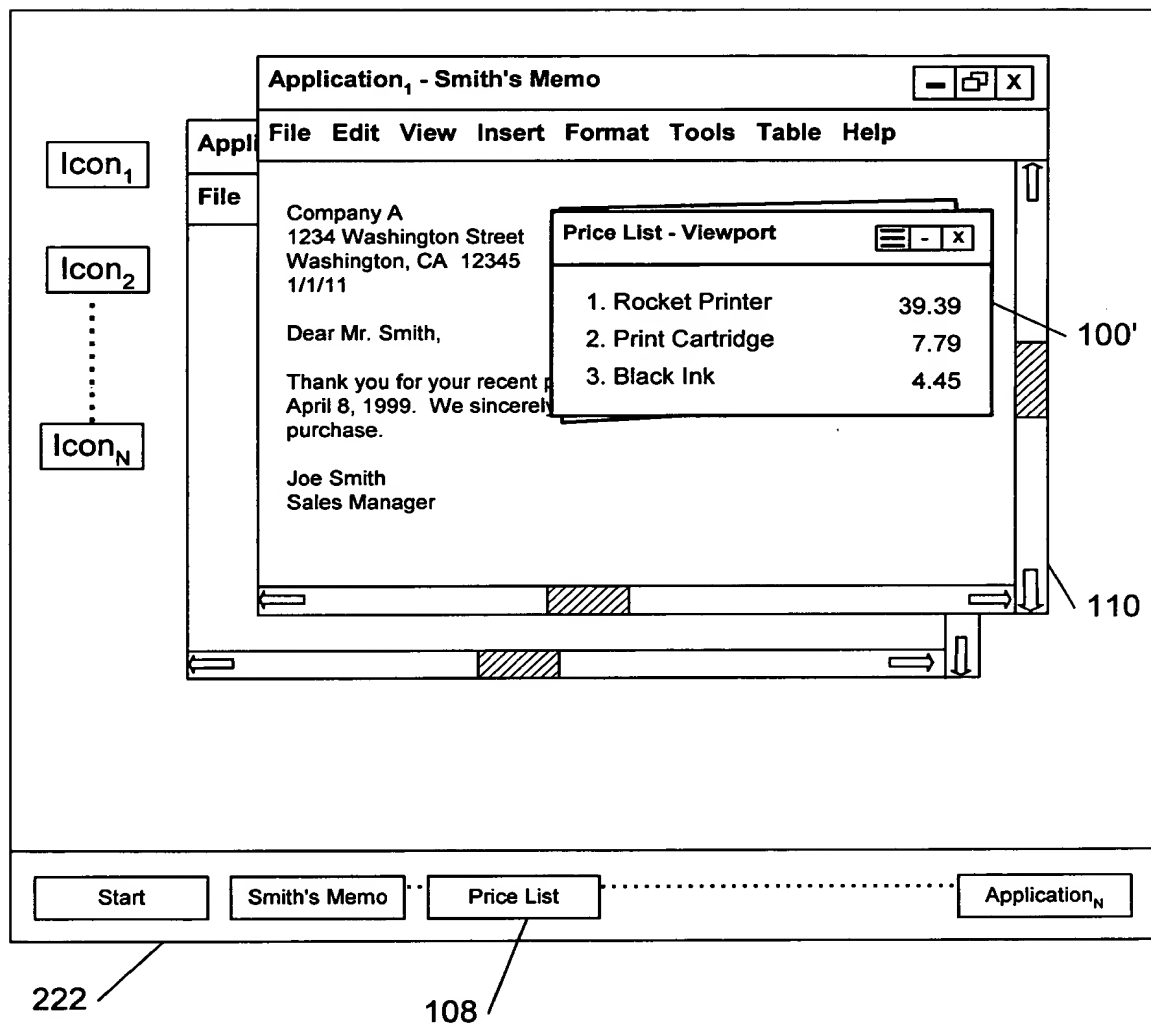 Application₁ - Smith's Memo
X
File Edit View Insert Format Tools Table Help
Appli
File
Icon₁
Icon₂
Icon_N
Company A
1234 Washington Street
Washington, CA 12345
1/1/11
Dear Mr. Smith,
Thank you for your recent
April 8, 1999. We sincerely
purchase.
Joe Smith
Sales Manager
Price List - Viewport
- X
1. Rocket Printer 39.39
2. Print Cartridge 7.79
3. Black Ink 4.45
100'
110
Start Smith's Memo Price List Application_N
222
108